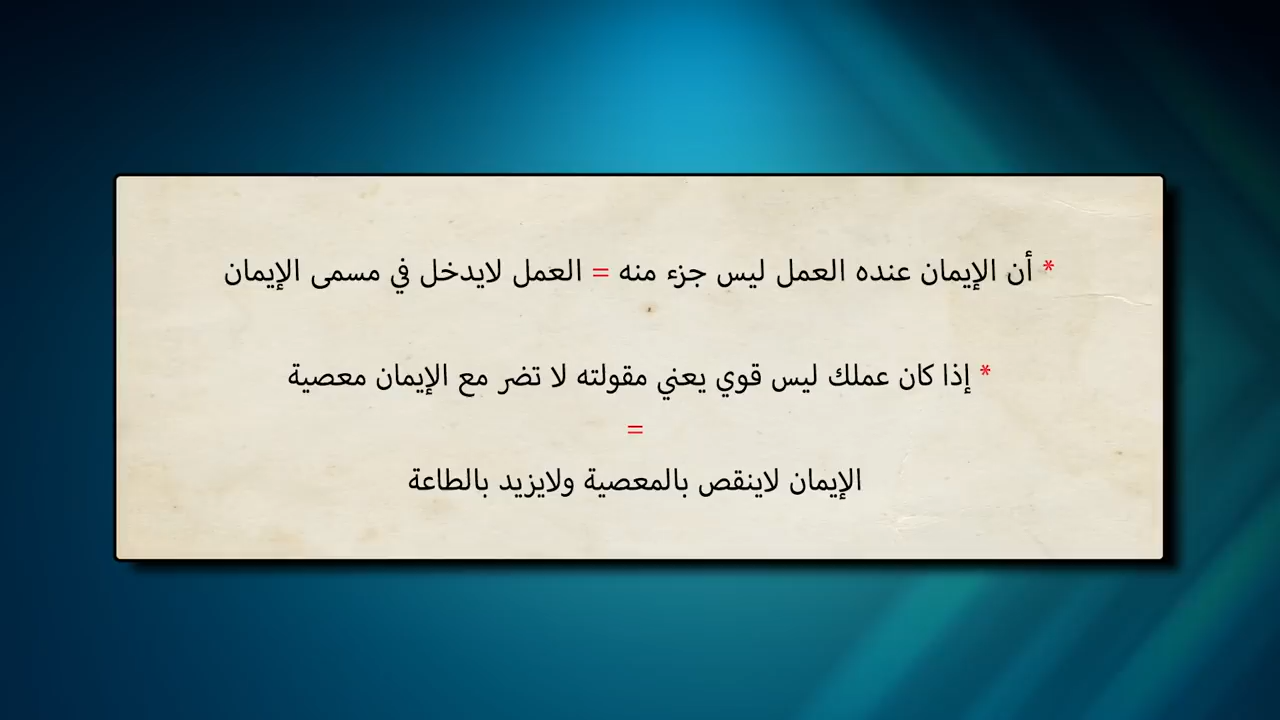 * أن الإيمان عنده العمل ليس جزء منه = العمل لايدخل في مسمى الإيمان
* إذا كان عملك ليس قوي يعني مقولته لا تضر مع الإيمان معصية
=
الإيمان لاينقص بالمعصية ولايزيد بالطاعة